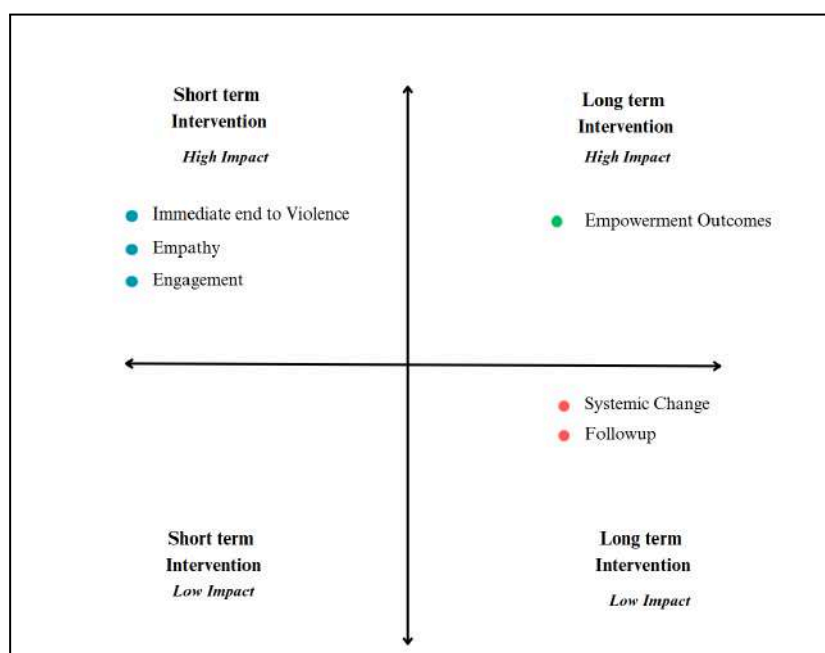 Short term
Intervention
High Impact
Long term
Intervention
High Impact
Immediate end to Violence
Empathy
Engagement
Empowerment Outcomes
Systemic Change
Followup
Short term
Intervention
Low Impact
Long term
Intervention
Low Impact